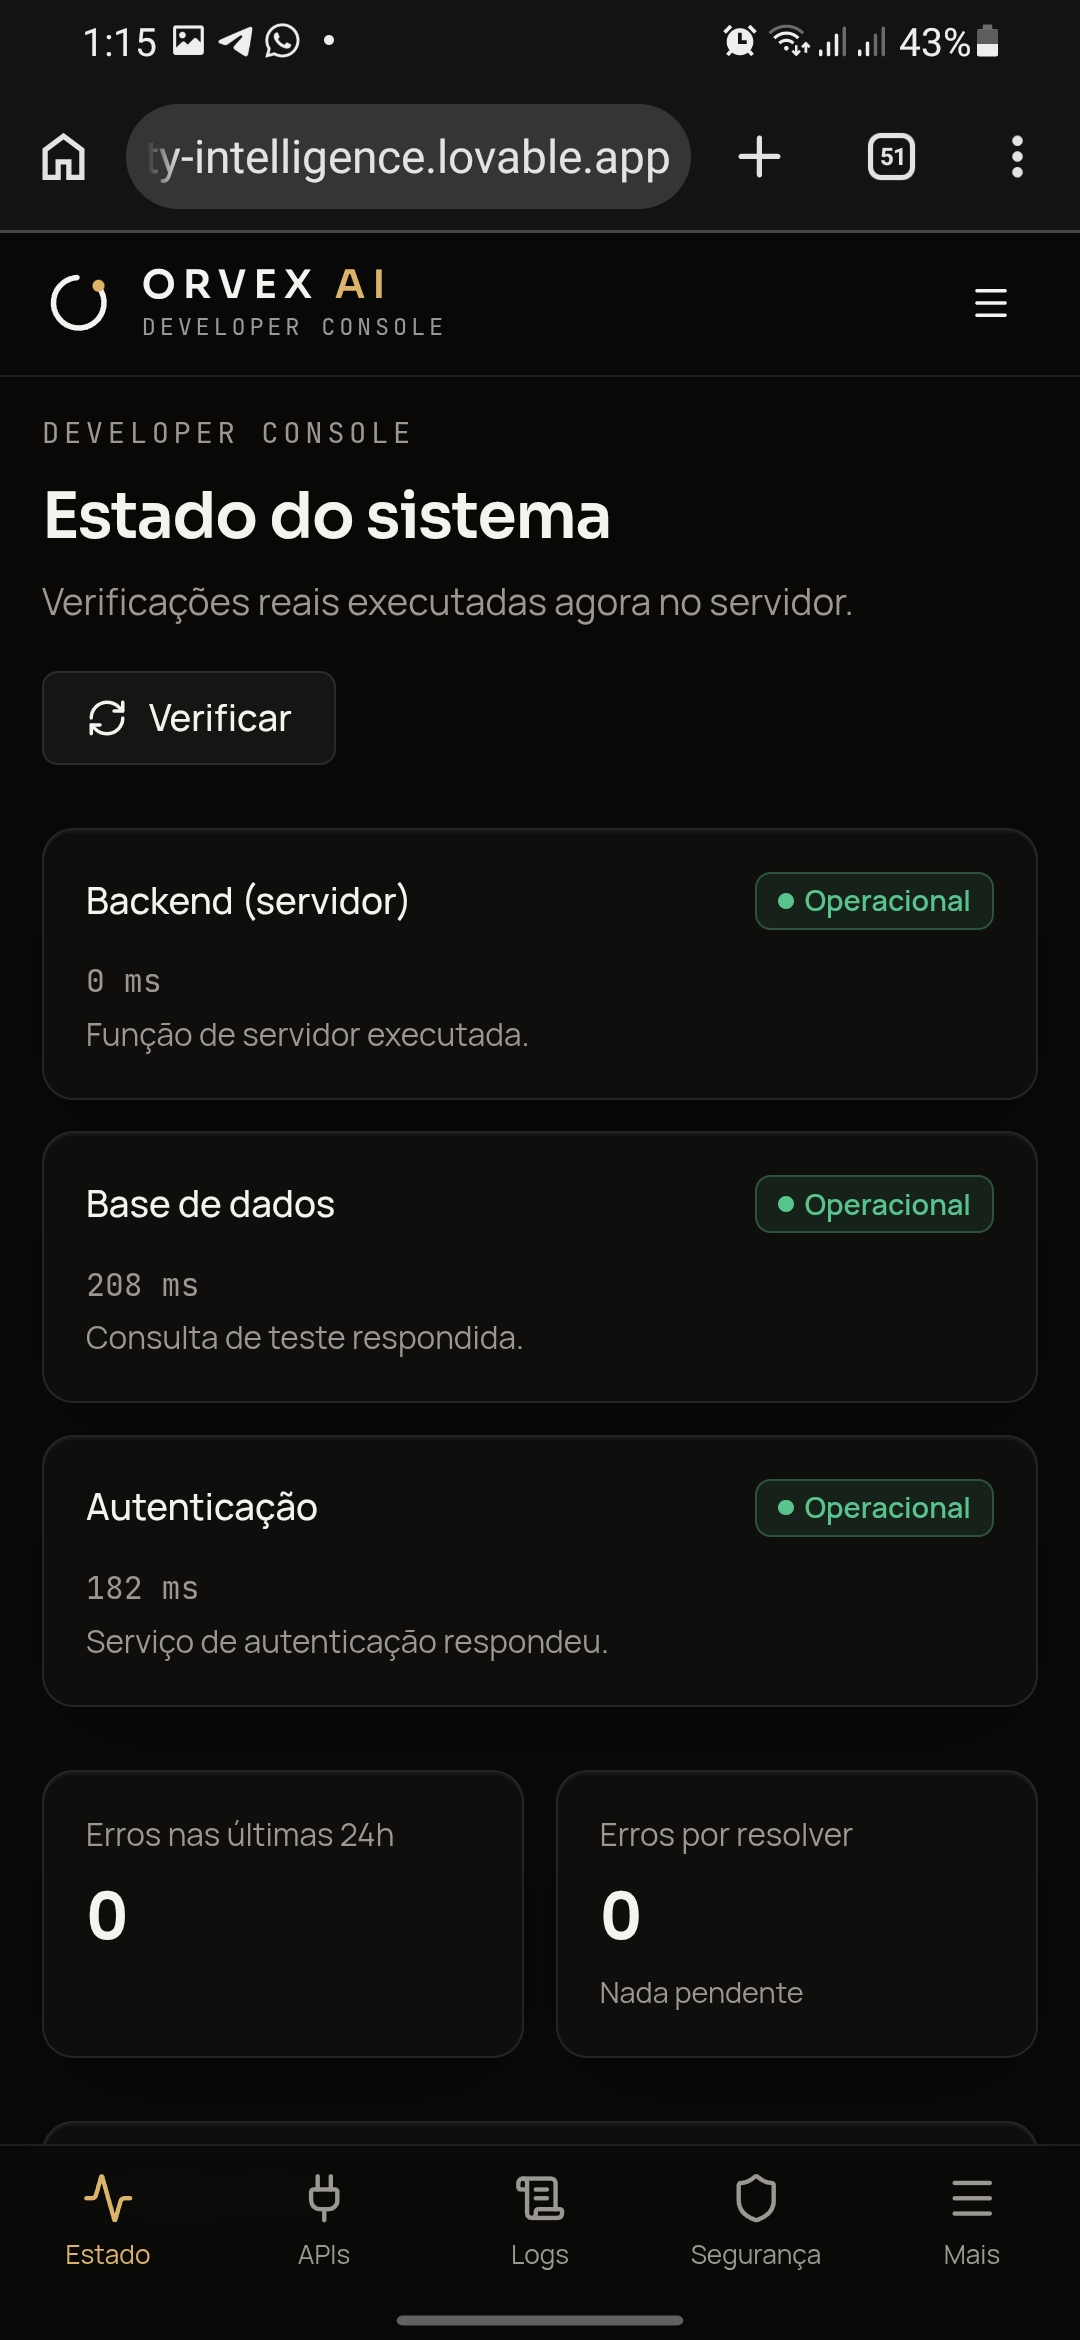 1:15
43%
ty-intelligence.lovable.app
51
ORVEX AI
DEVELOPER CONSOLE
DEVELOPER CONSOLE
Estado do sistema
Verificações reais executadas agora no servidor.
Verificar
Backend (servidor)
Operacional
0 ms
Função de servidor executada.
Base de dados
Operacional
208 ms
Consulta de teste respondida.
Autenticação
Operacional
182 ms
Serviço de autenticação respondeu.
Erros nas últimas 24h
0
Erros por resolver
0
Nada pendente
Estado
APIs
Logs
Segurança
Mais